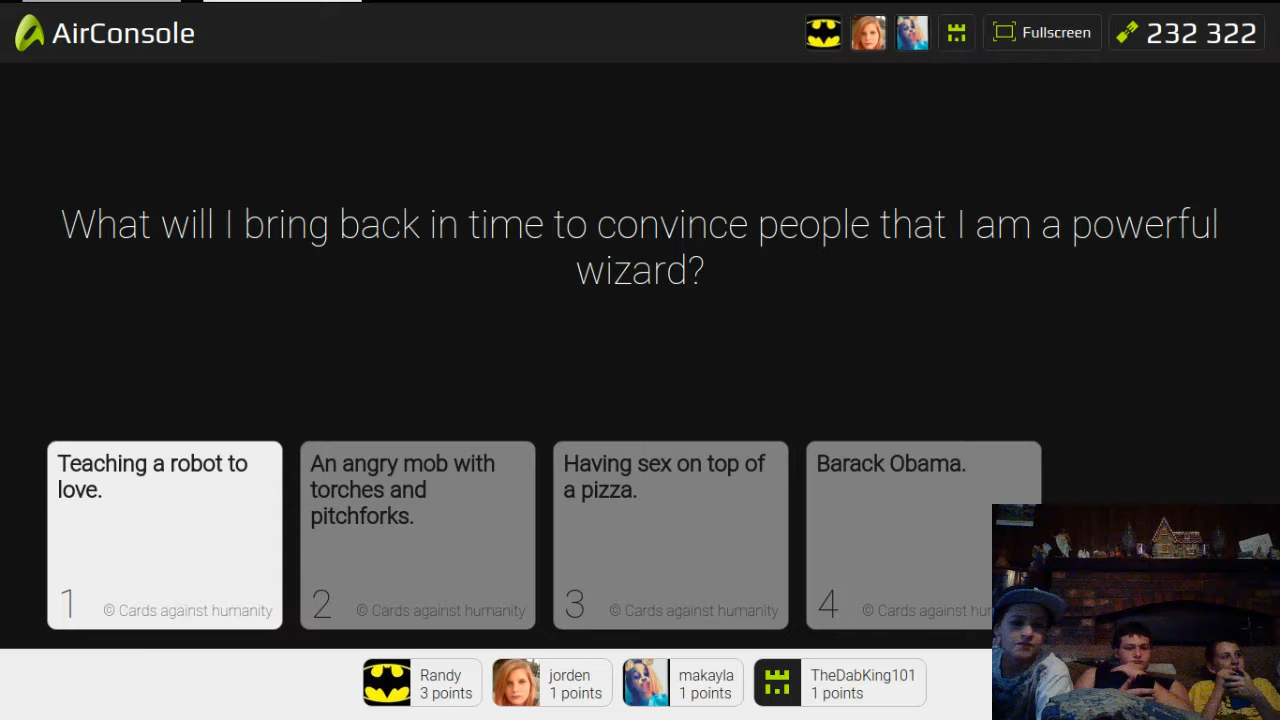 AirConsole
Fullscreen
232 322
What will I bring back in time to convince people that I am a powerful
wizard?
Teaching a robot to
love.
1
© Cards against humanity
An angry mob with
torches and
pitchforks.
2
© Cards against humanity
Having sex on top of
a pizza.
3
© Cards against humanity
Barack Obama.
4
© Cards against
Randy
3 points
jorden
1 points
makayla
1 points
TheDabKing101
1 points